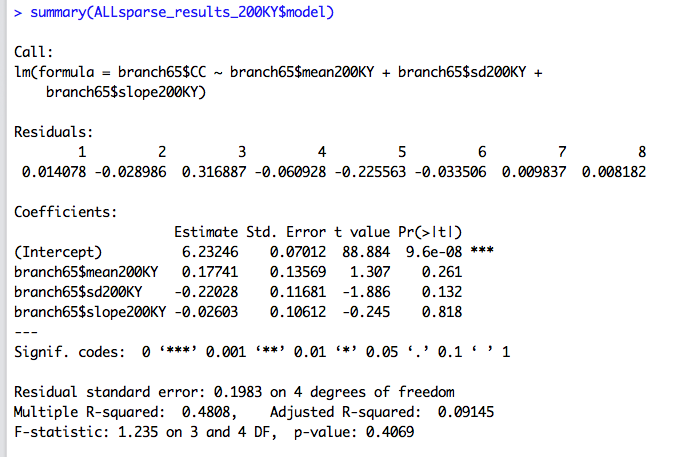 > summary(ALLsparse_results_200KY$model)
Call:
lm(formula = branch65$CC ~ branch65$mean200KY + branch65$sd200KY +
    branch65$slope200KY)
Residuals:
        1         2         3         4         5         6         7         8
 0.014078 -0.028986  0.316887 -0.060928 -0.225563 -0.033506  0.009837  0.008182
Coefficients:
                    Estimate Std. Error t value Pr(>|t|)
(Intercept)          6.23246    0.07012  88.884  9.6e-08 ***
branch65$mean200KY   0.17741    0.13569   1.307    0.261
branch65$sd200KY    -0.22028    0.11681  -1.886    0.132
branch65$slope200KY -0.02603    0.10612  -0.245    0.818
---
Signif. codes:  0 ‘***’ 0.001 ‘**’ 0.01 ‘*’ 0.05 ‘.’ 0.1 ‘ ’ 1
Residual standard error: 0.1983 on 4 degrees of freedom
Multiple R-squared:  0.4808,    Adjusted R-squared:  0.09145
F-statistic: 1.235 on 3 and 4 DF,  p-value: 0.4069